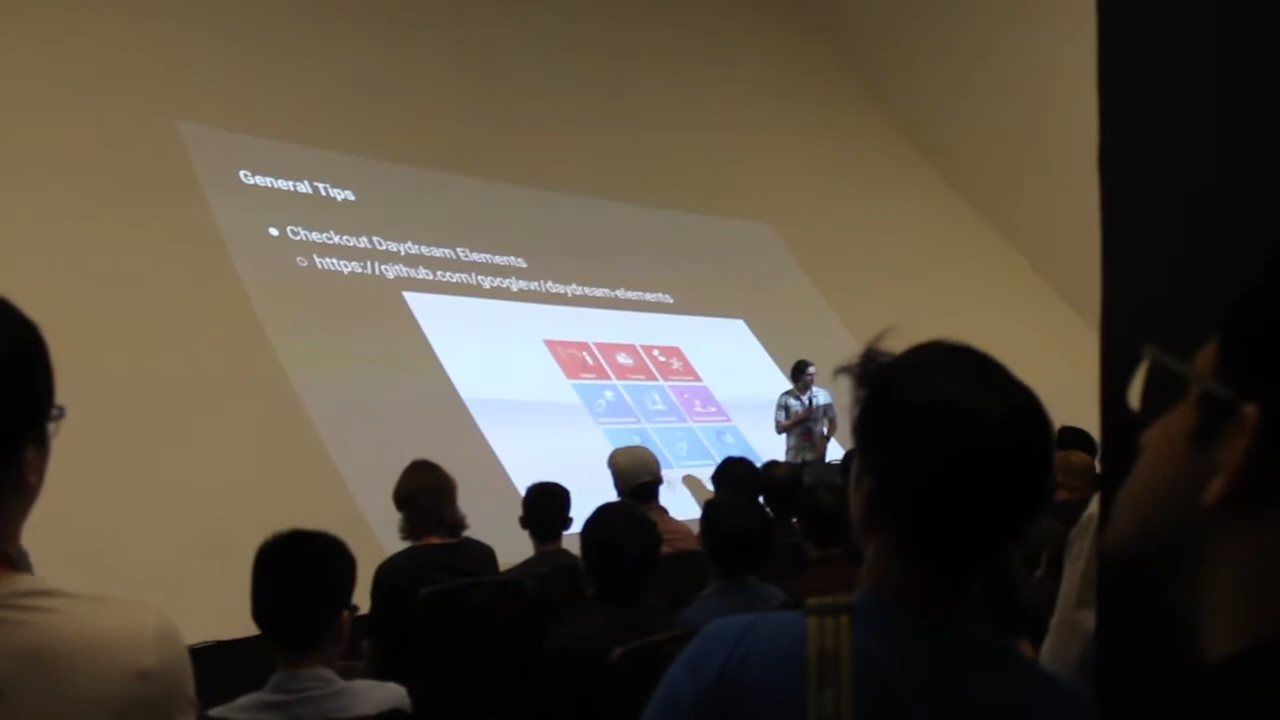 General Tips
Checkout Daydream Elements
https://github.com/googlevr/daydream-elements